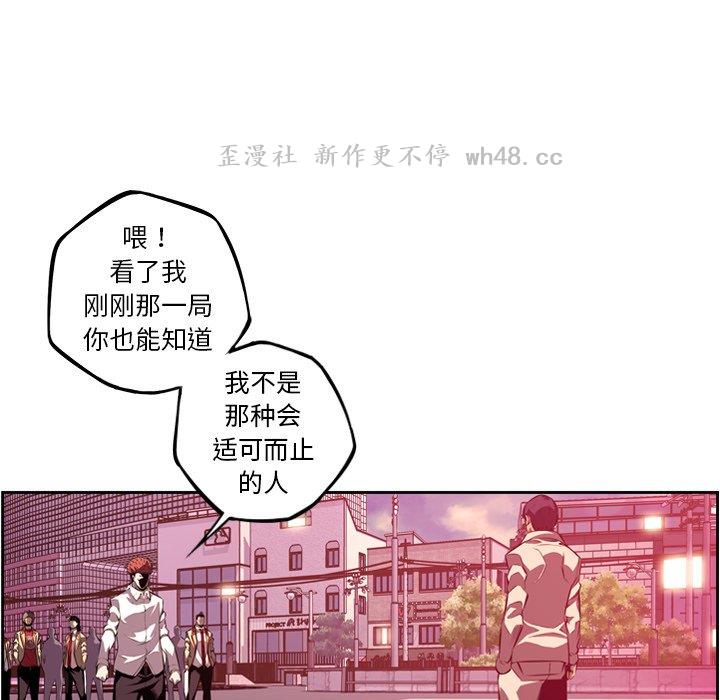 歪漫社 新作更不停 wh48.cc
喂！
看了我
刚刚那一局
你也能知道
我不是
那种会
适可而止
的人
PROJECT